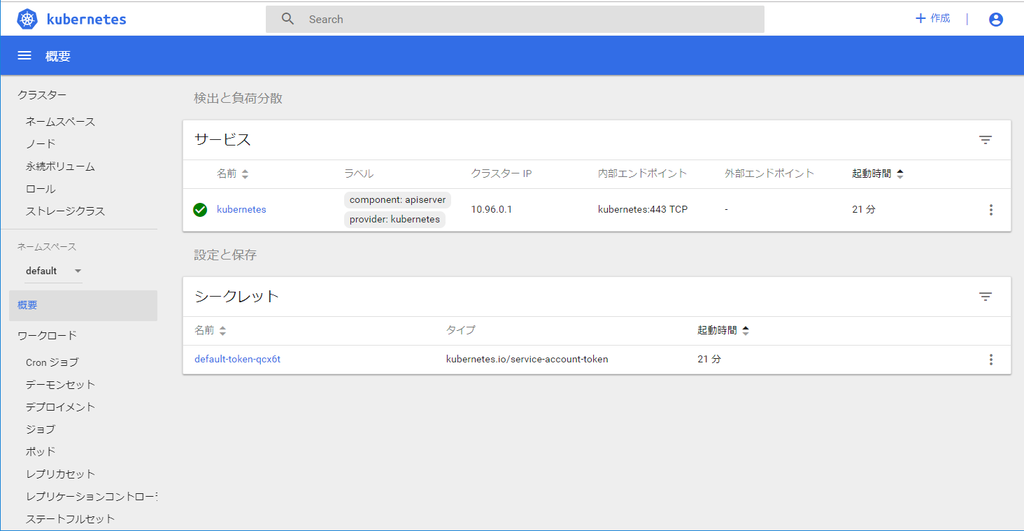 kubernetes
Search
+ 作成
概要
クラスター
ネームスペース
ノード
永続ボリューム
ロール
ストレージクラス
ネームスペース
default
概要
ワークロード
Cron ジョブ
デーモンセット
デプロイメント
ジョブ
ポッド
レプリカセット
レプリケーションコントローラ
ステートフルセット
検出と負荷分散
サービス
名前 ラベル クラスター IP 内部エンドポイント 外部エンドポイント 起動時間
kubernetes component: apiserver provider: kubernetes 10.96.0.1 kubernetes:443 TCP - 21 分
設定と保存
シークレット
名前 タイプ 起動時間
default-token-qcx6t kubernetes.io/service-account-token 21 分